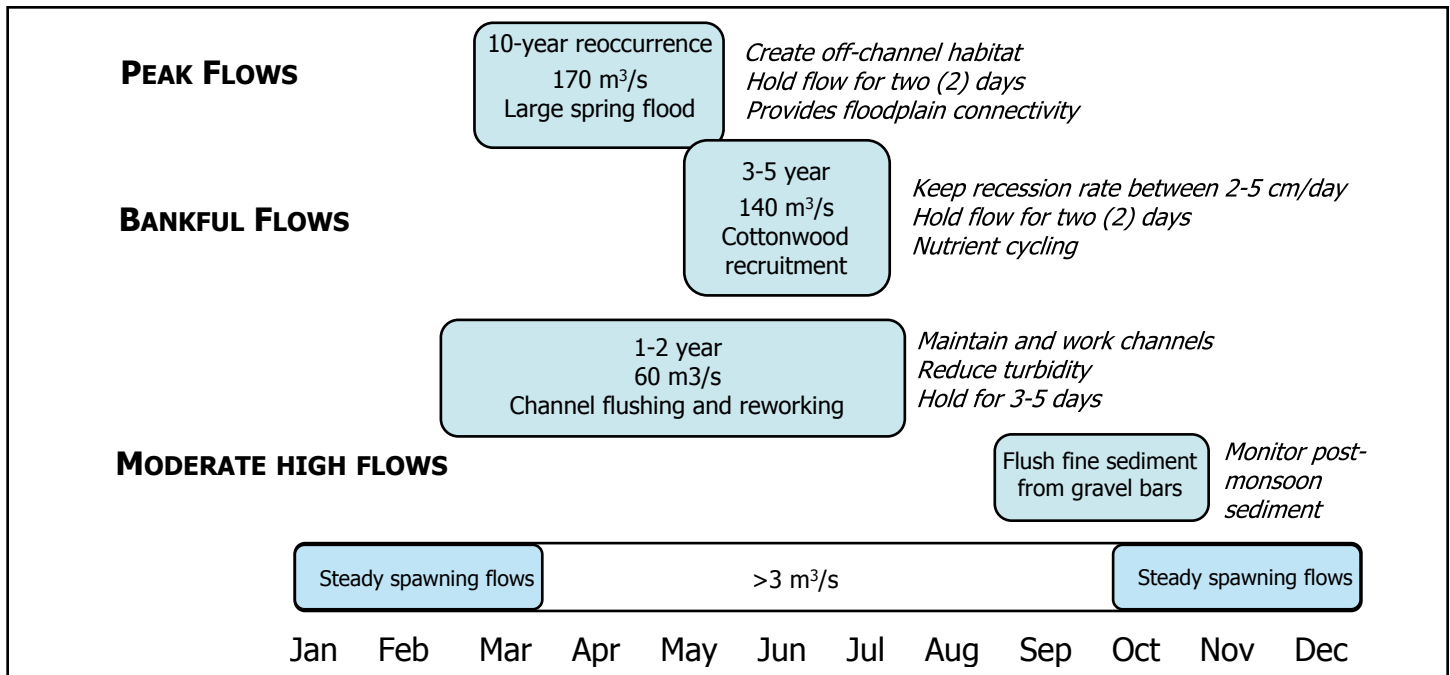 PEAK FLOWS
10-year reoccurrence
170 m³/s
Large spring flood
Create off-channel habitat
Hold flow for two (2) days
Provides floodplain connectivity
BANKFUL FLOWS
3-5 year
140 m³/s
Cottonwood
recruitment
Keep recession rate between 2-5 cm/day
Hold flow for two (2) days
Nutrient cycling
1-2 year
60 m3/s
Channel flushing and reworking
Maintain and work channels
Reduce turbidity
Hold for 3-5 days
MODERATE HIGH FLOWS
Flush fine sediment
from gravel bars
Monitor post-
monsoon
sediment
Steady spawning flows
>3 m³/s
Steady spawning flows
Jan Feb Mar Apr May Jun Jul Aug Sep Oct Nov Dec